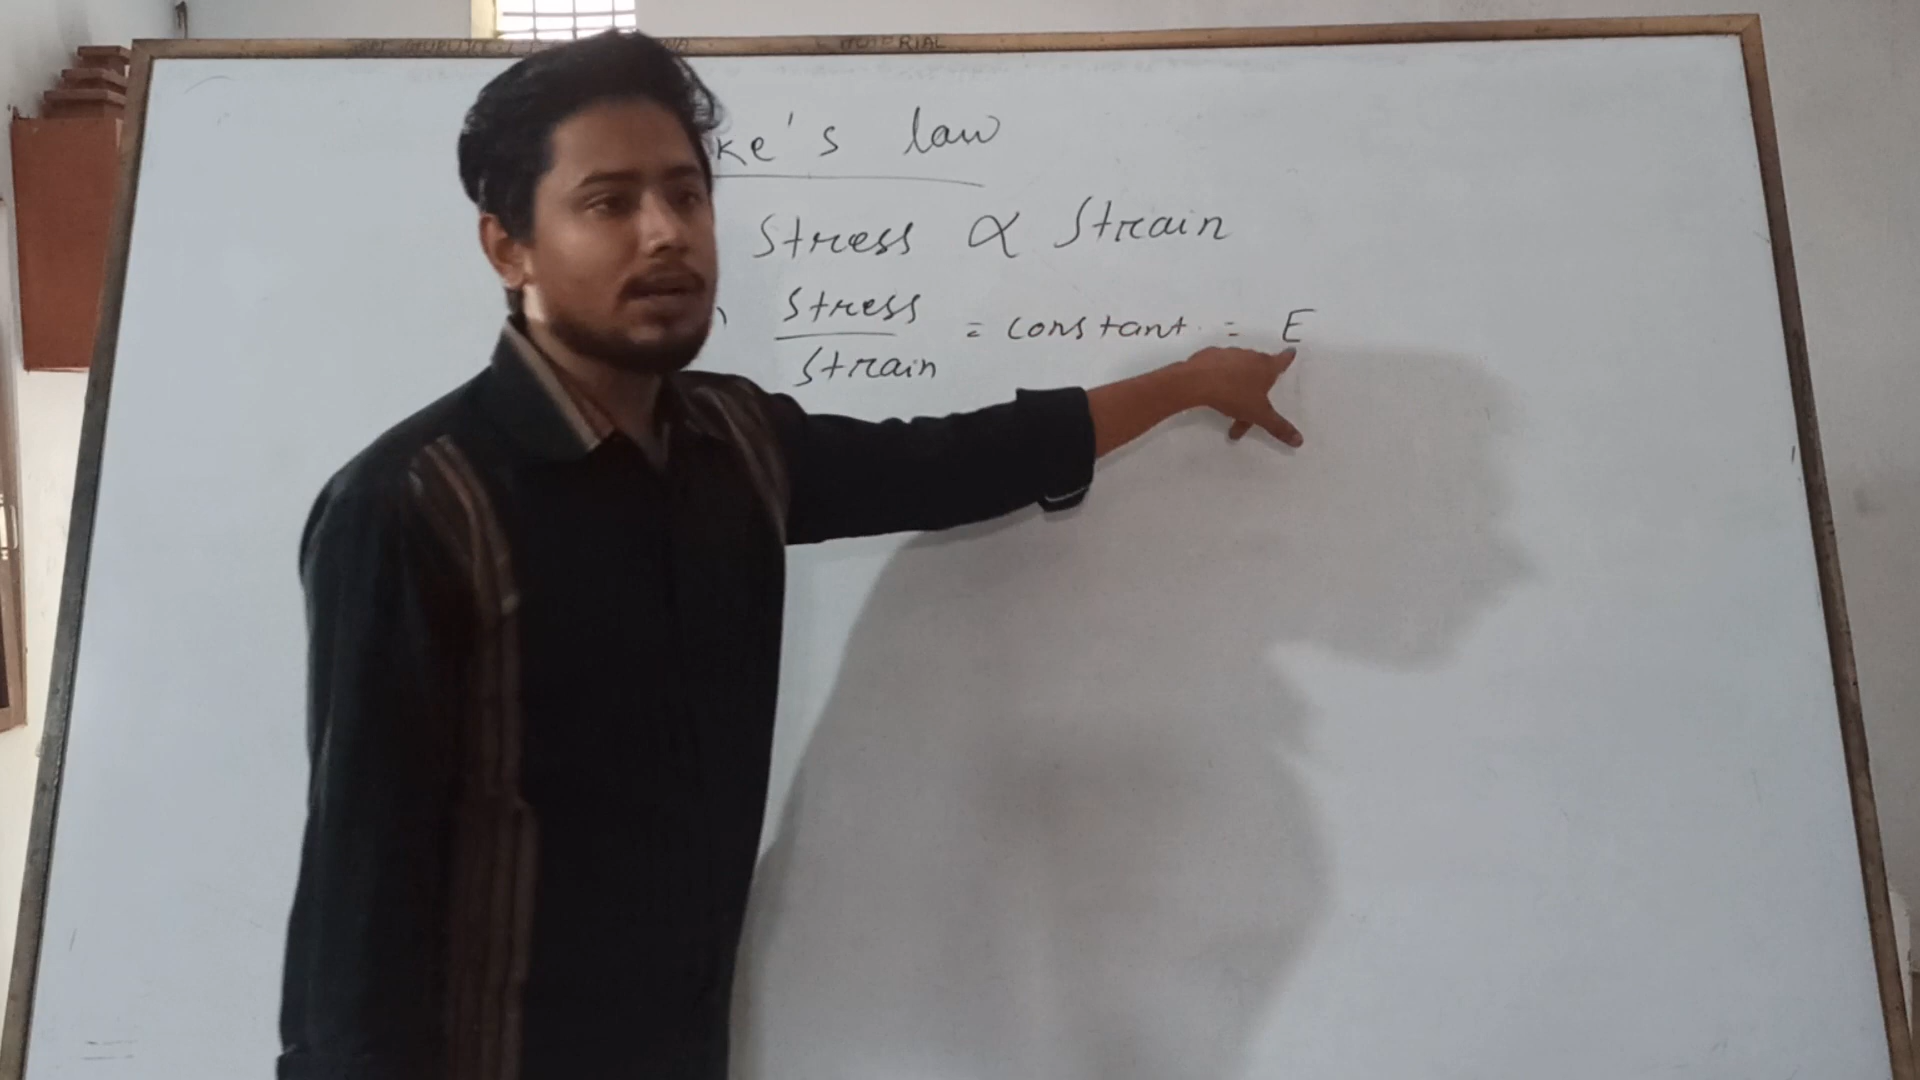 ke's law
Stress ∝ Strain
Stress
Strain
= constant = E